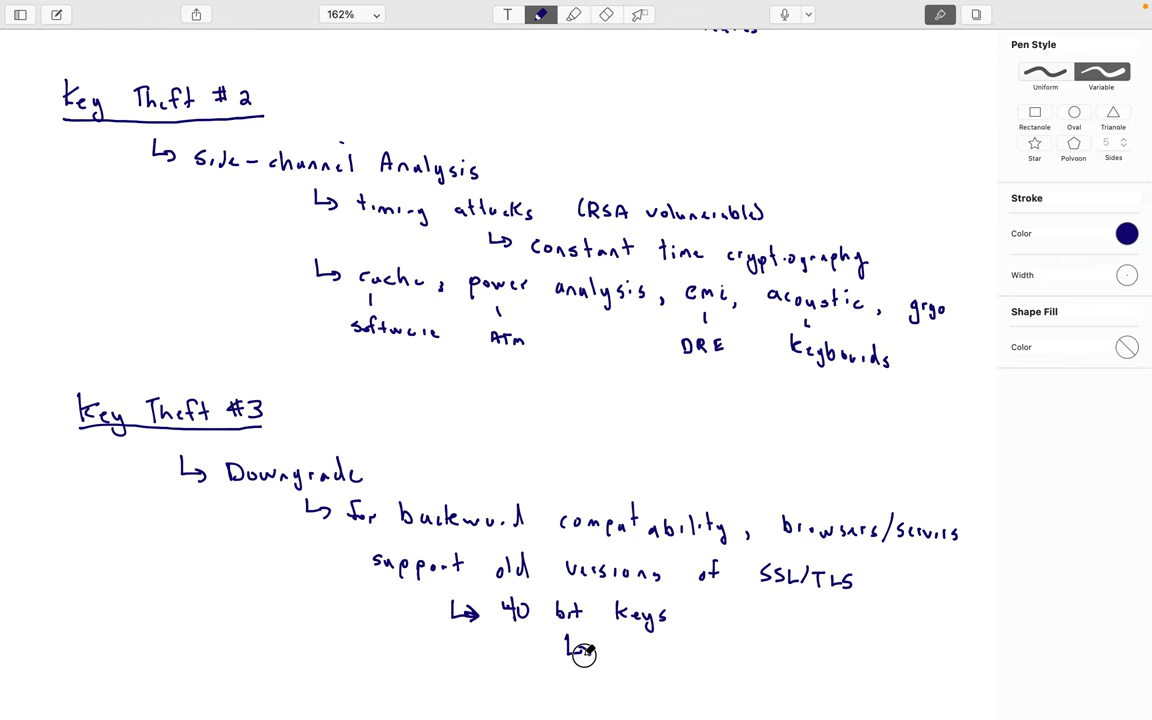 162%
T
Pen Style
Uniform
Variable
Rectangle
Oval
Triangle
Star
Polygon
5
Sides
Stroke
Color
Width
Shape Fill
Color
Key Theft #2
↳ side-channel Analysis
↳ timing attacks (RSA volunerable)
↳ constant time cryptography
↳ cache, power analysis, emi, acoustic,
software
ATM
DRE
keyboards
Key Theft #3
↳ Downgrade
↳ for backward compatability, browsers/servers
support old versions of SSL/TLS
↳ 40 bit keys
↳